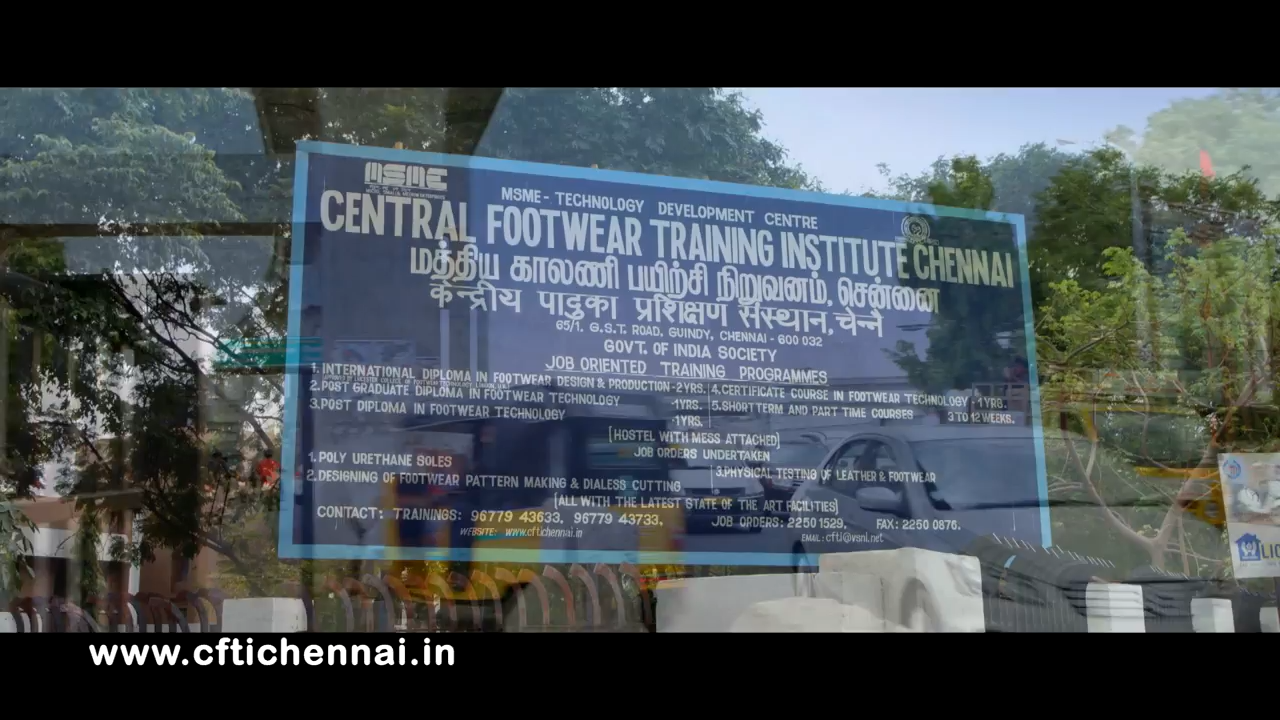 MSME
MSME - TECHNOLOGY DEVELOPMENT CENTRE
CENTRAL FOOTWEAR TRAINING INSTITUTE CHENNAI
மத்திய காலணி பயிற்சி நிறுவனம், சென்னை
केन्द्रीय पादुका प्रशिक्षण संस्थान, चेन्नै
65/1. G.S.T. ROAD, GUINDY, CHENNAI - 600 032
GOVT. OF INDIA SOCIETY
JOB ORIENTED TRAINING PROGRAMMES
1. INTERNATIONAL DIPLOMA IN FOOTWEAR DESIGN & PRODUCTION - 2YRS.
2. POST GRADUATE DIPLOMA IN FOOTWEAR TECHNOLOGY -1YRS.
3. POST DIPLOMA IN FOOTWEAR TECHNOLOGY -1YRS.
4. CERTIFICATE COURSE IN FOOTWEAR TECHNOLOGY - 1YRS.
5. SHORT TERM AND PART TIME COURSES 3 TO 12 WEEKS.
[HOSTEL WITH MESS ATTACHED]
JOB ORDERS UNDERTAKEN
1. POLY URETHANE SOLES
2. DESIGNING OF FOOTWEAR PATTERN MAKING & DIALESS CUTTING
3. PHYSICAL TESTING OF LEATHER & FOOTWEAR
[ALL WITH THE LATEST STATE OF THE ART FACILITIES]
CONTACT: TRAININGS: 96779 43633, 96779 43733, JOB ORDERS: 2250 1529, FAX: 2250 0876.
WEBSITE: www.cftichennai.in EMAIL: cfti@vsnl.net
LIC
www.cftichennai.in